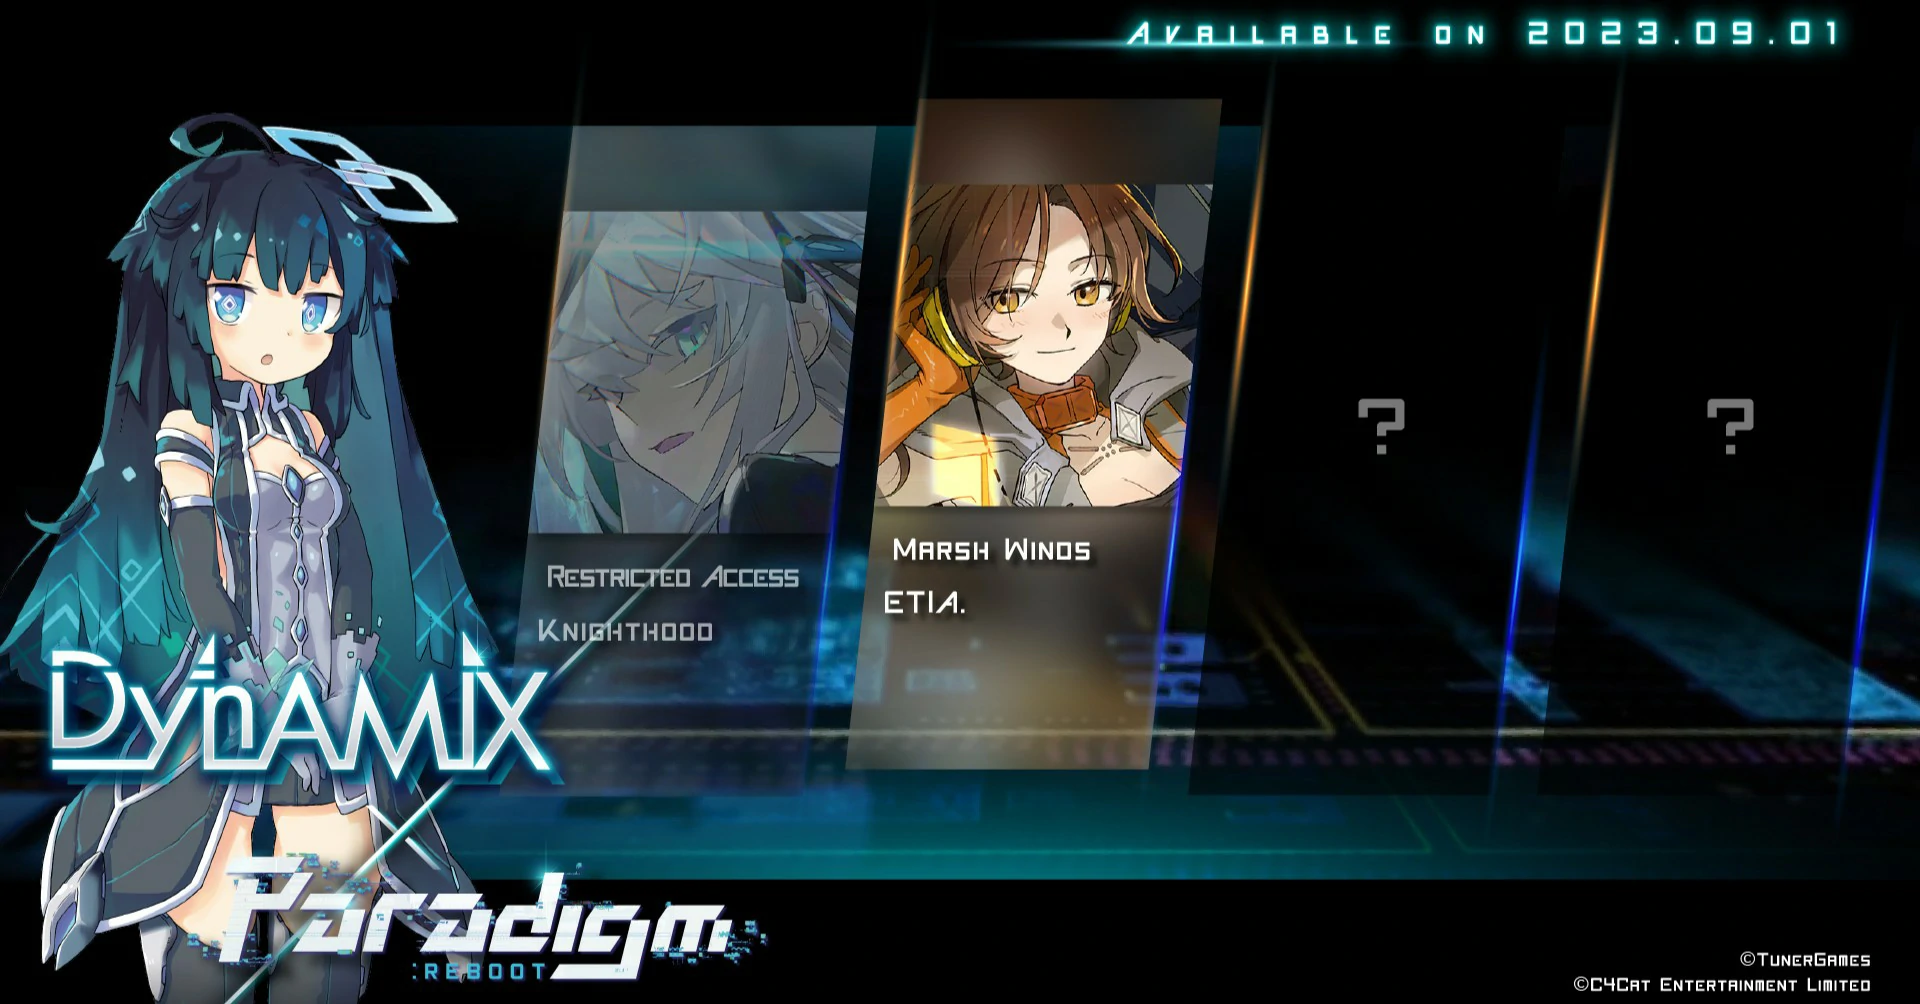 Available on 2023.09.01
Restricted Access
Knighthood
Marsh Winds
ETIA.
?
?
DynAMiX
Paradigm
:REBOOT
©TunerGames
©C4Cat Entertainment Limited